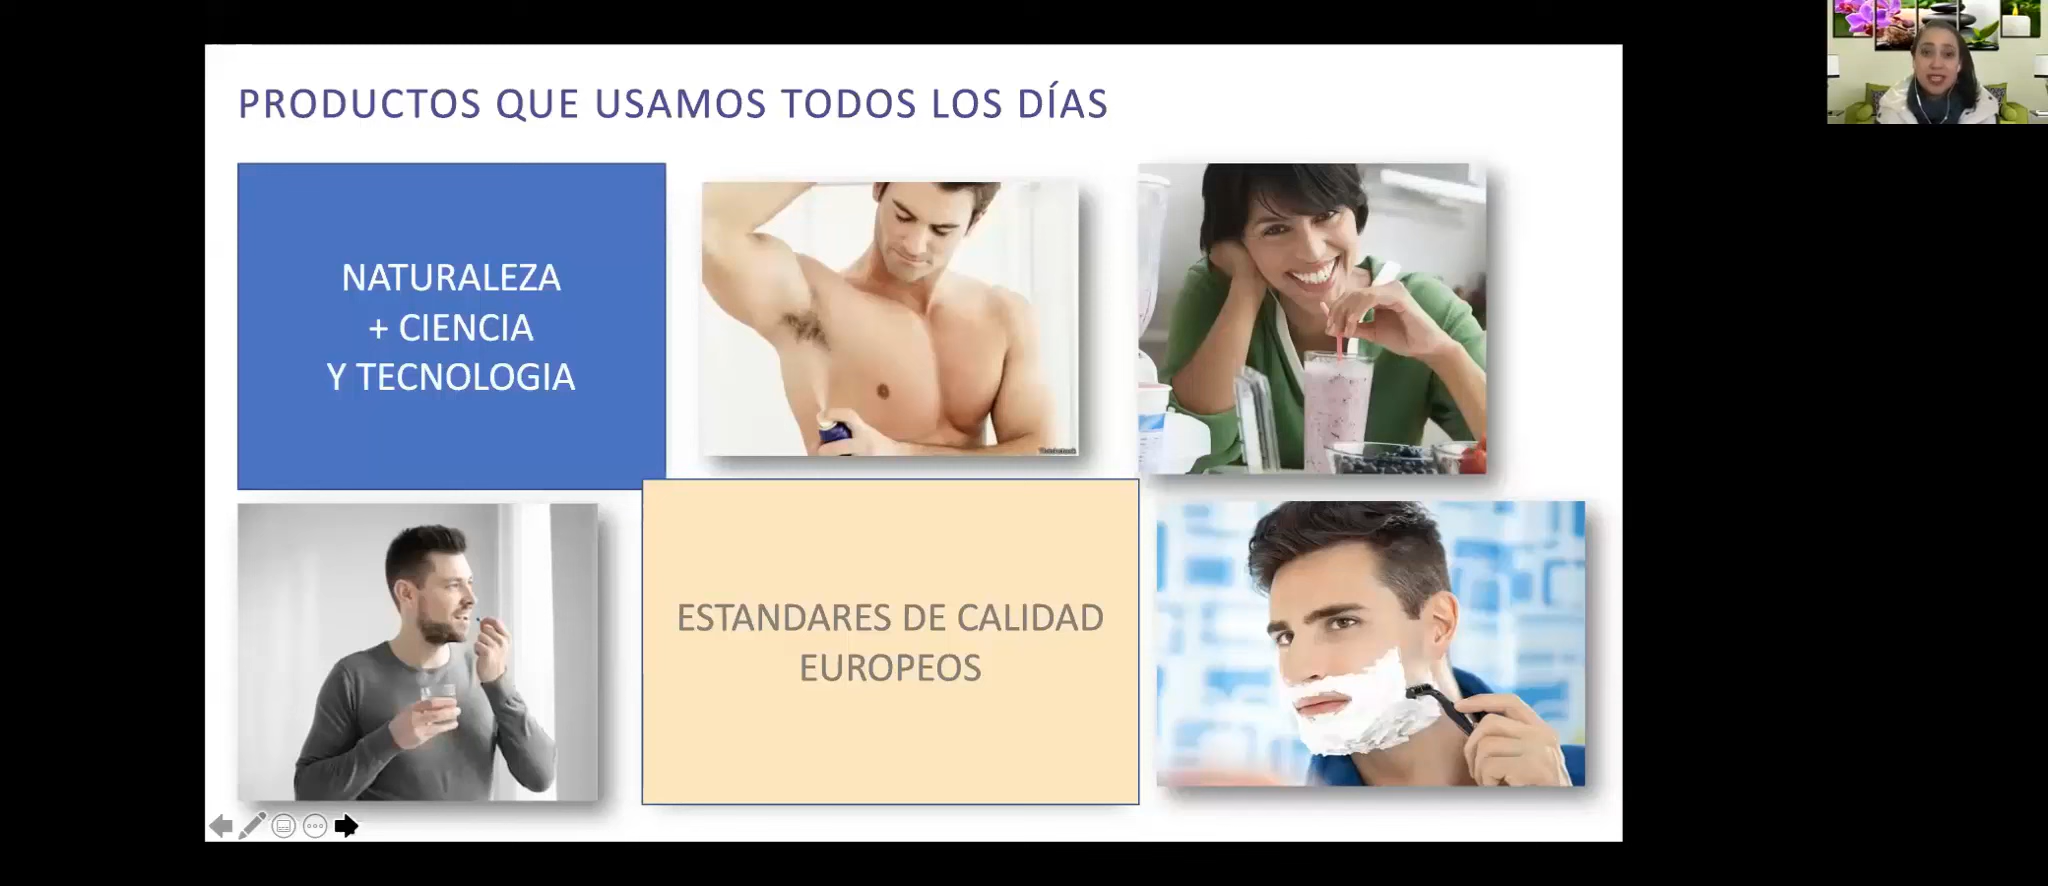 PRODUCTOS QUE USAMOS TODOS LOS DÍAS
NATURALEZA
+ CIENCIA
Y TECNOLOGIA
ESTANDARES DE CALIDAD
EUROPEOS